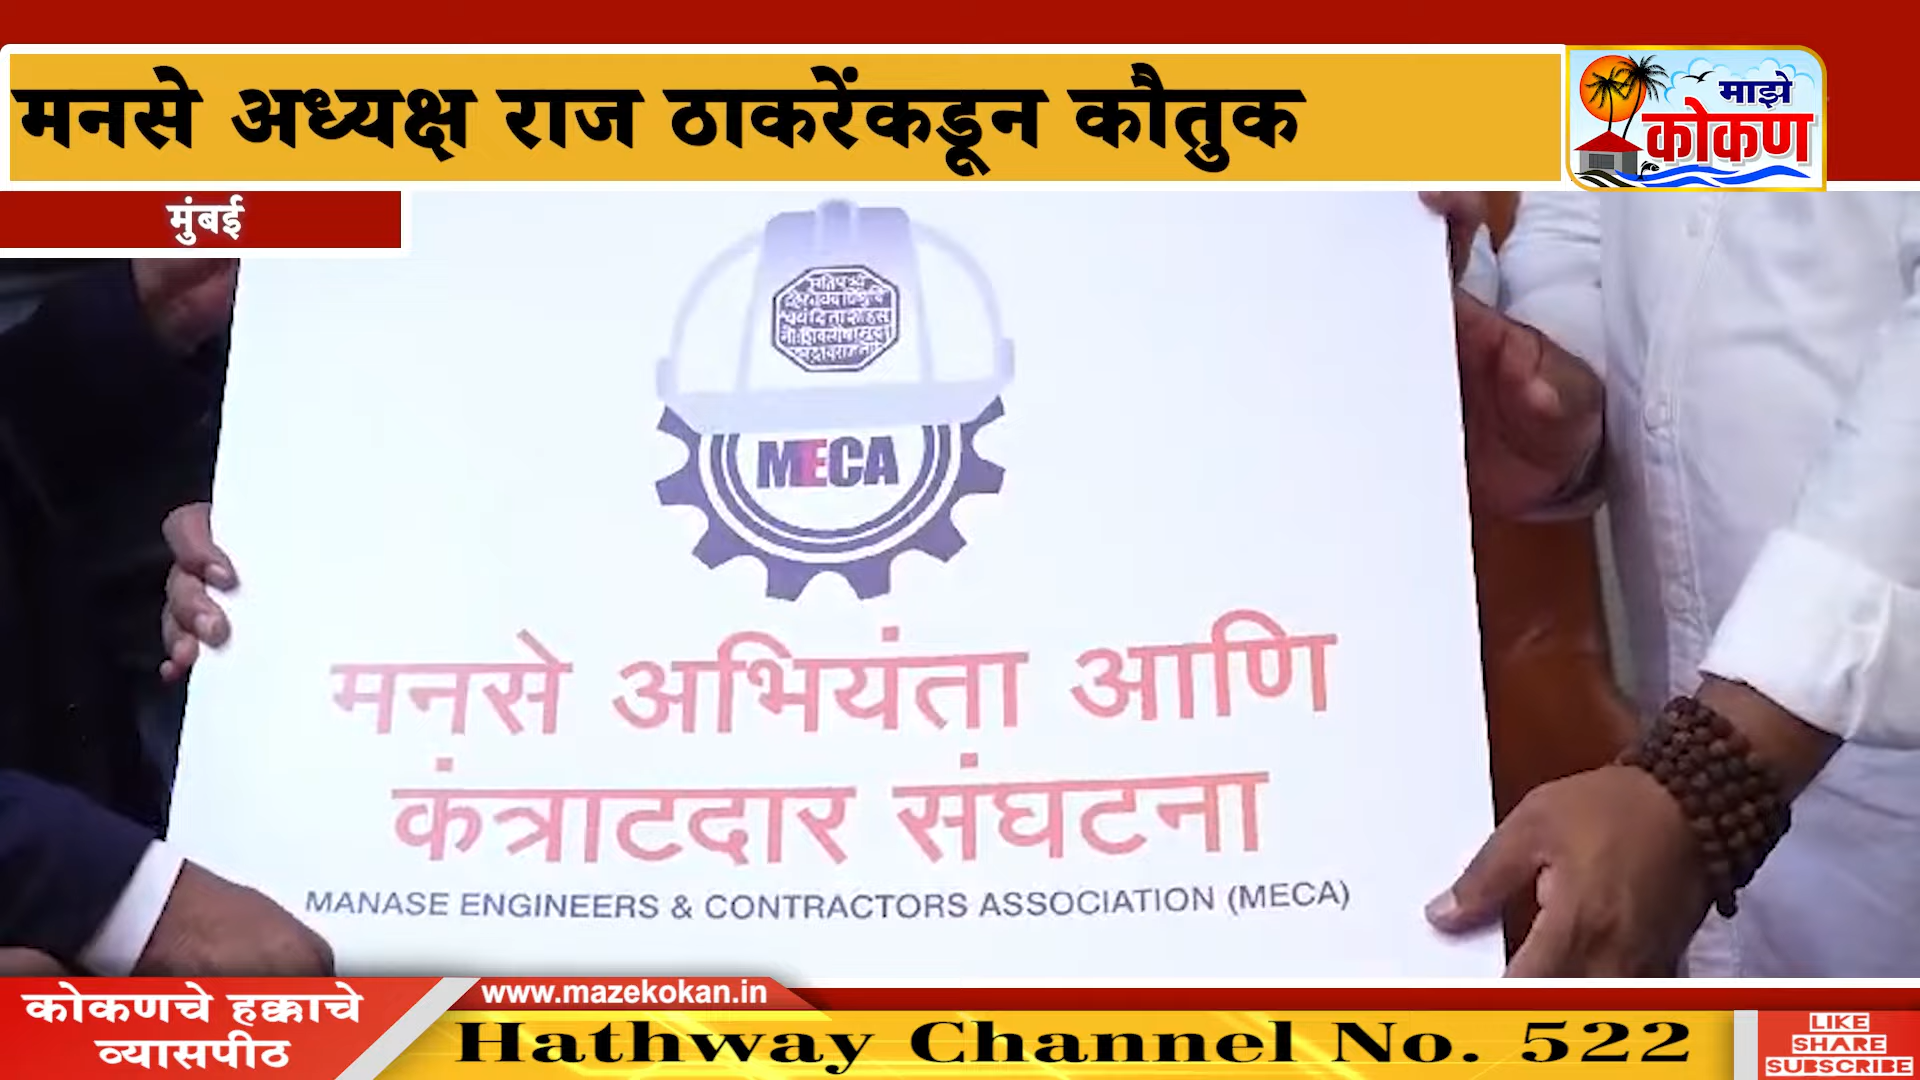 मनसे अध्यक्ष राज ठाकरेंकडून कौतुक
माझे
कोकण
मुंबई
MECA
मनसे अभियंता आणि
कंत्राटदार संघटना
MANASE ENGINEERS & CONTRACTORS ASSOCIATION (MECA)
कोकणचे हक्काचे
व्यासपीठ
www.mazekokan.in
Hathway Channel No. 522
LIKE
SHARE
SUBSCRIBE